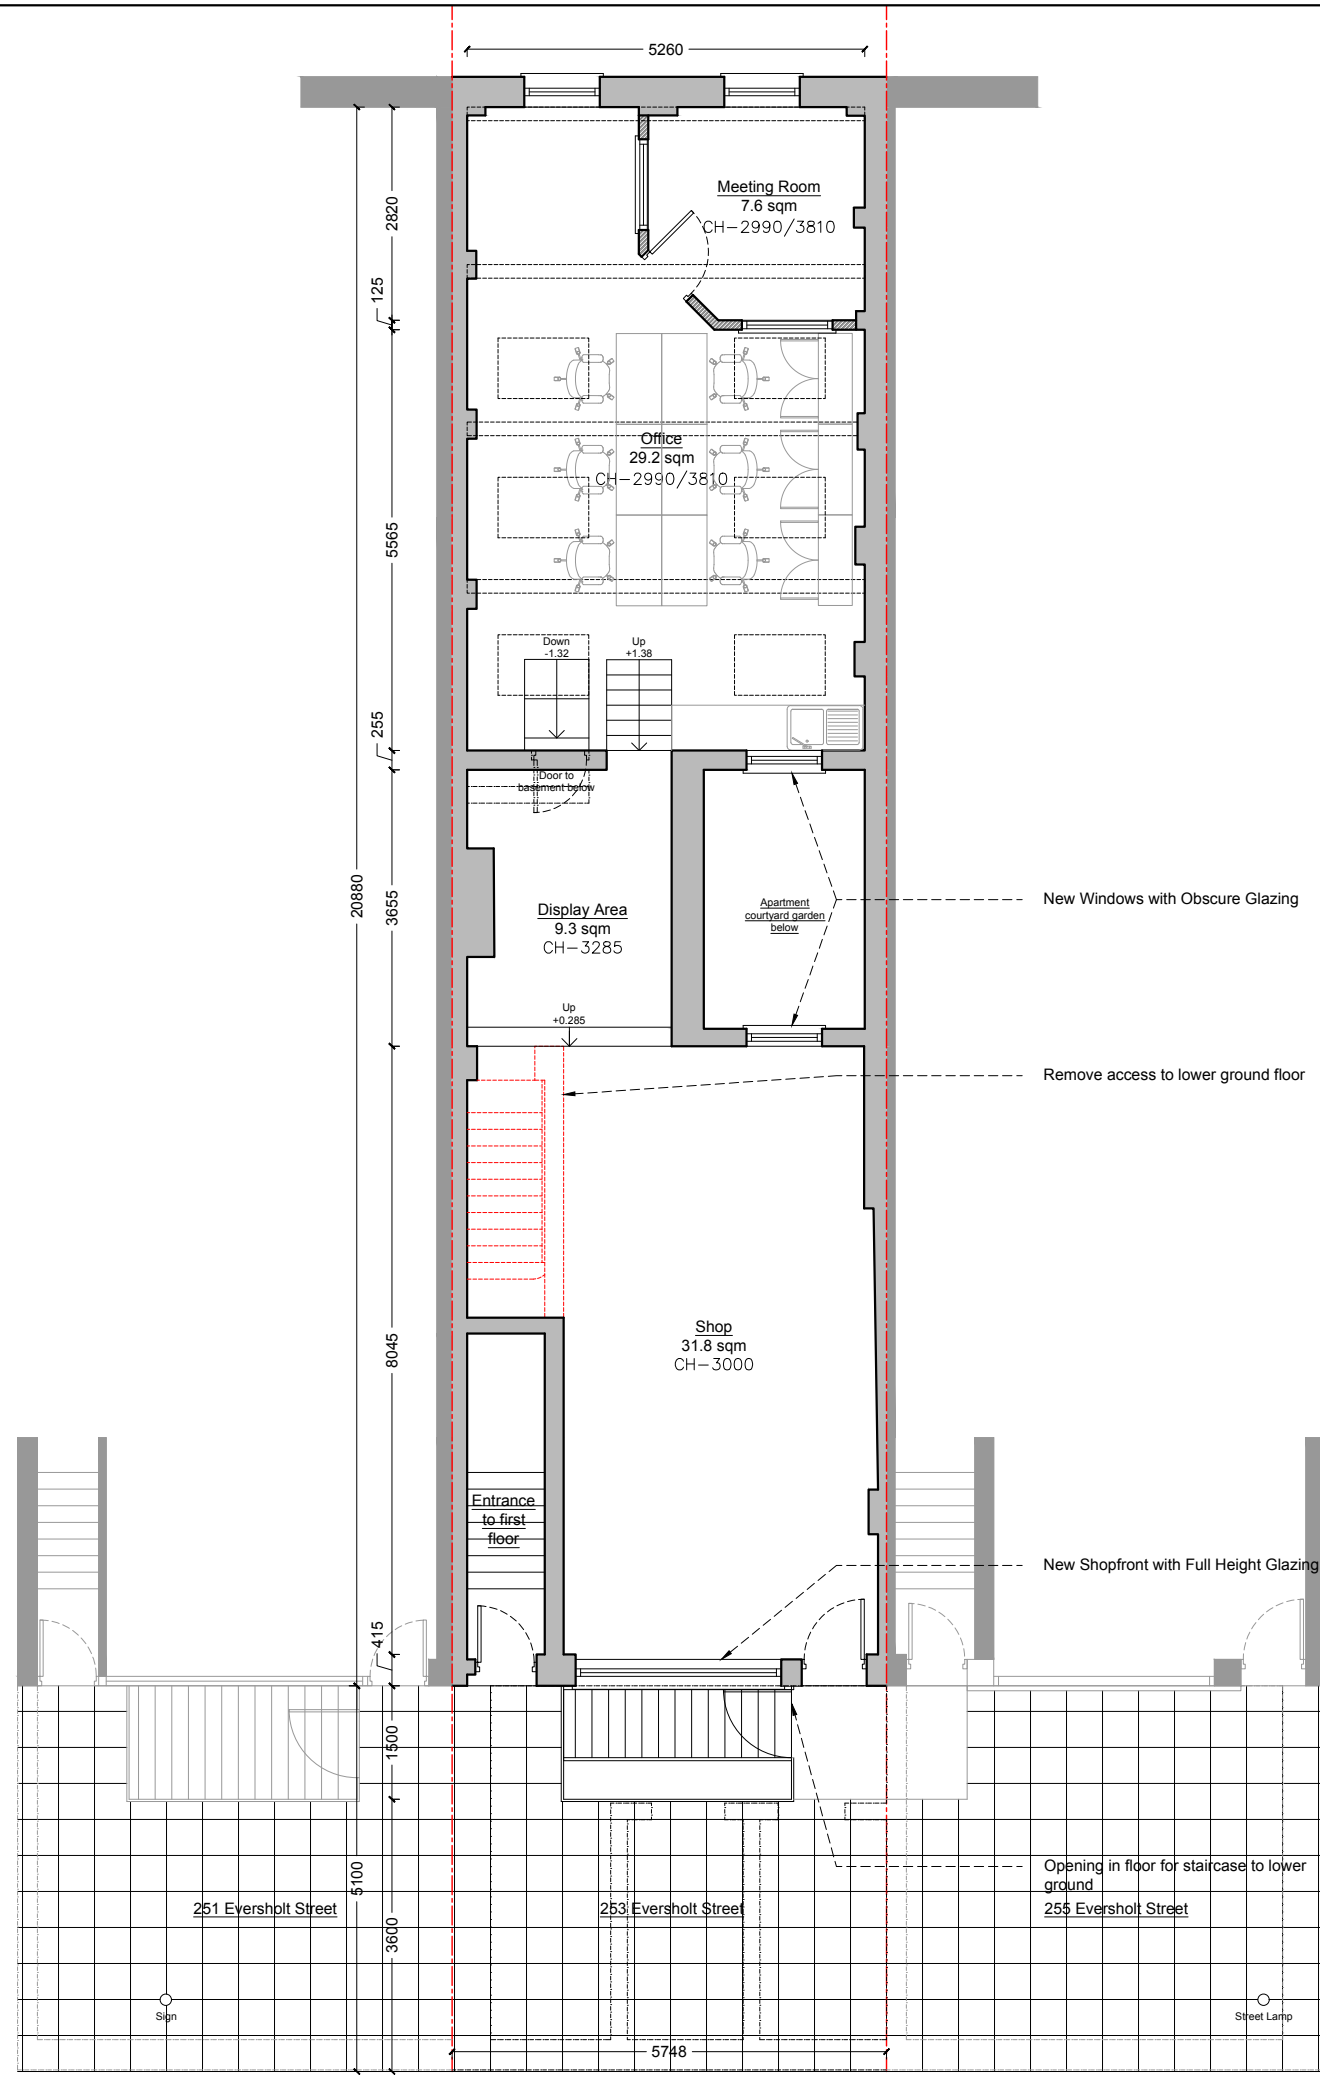 5260
Meeting Room
7.6 sqm
CH-2990/3810
2820
125
Office
29.2 sqm
CH-2990/3810
5565
Down
-1.32
Up
+1.38
255
Door to
basement below
20880
3655
Display Area
9.3 sqm
CH-3285
Apartment
courtyard garden
below
New Windows with Obscure Glazing
Up
+0.285
Remove access to lower ground floor
Shop
31.8 sqm
CH-3000
8045
Entrance
to first
floor
New Shopfront with Full Height Glazing
415
1500
Opening in floor for staircase to lower
ground
5100
251 Eversholt Street
253 Eversholt Street
255 Eversholt Street
3600
Sign
Street Lamp
5748